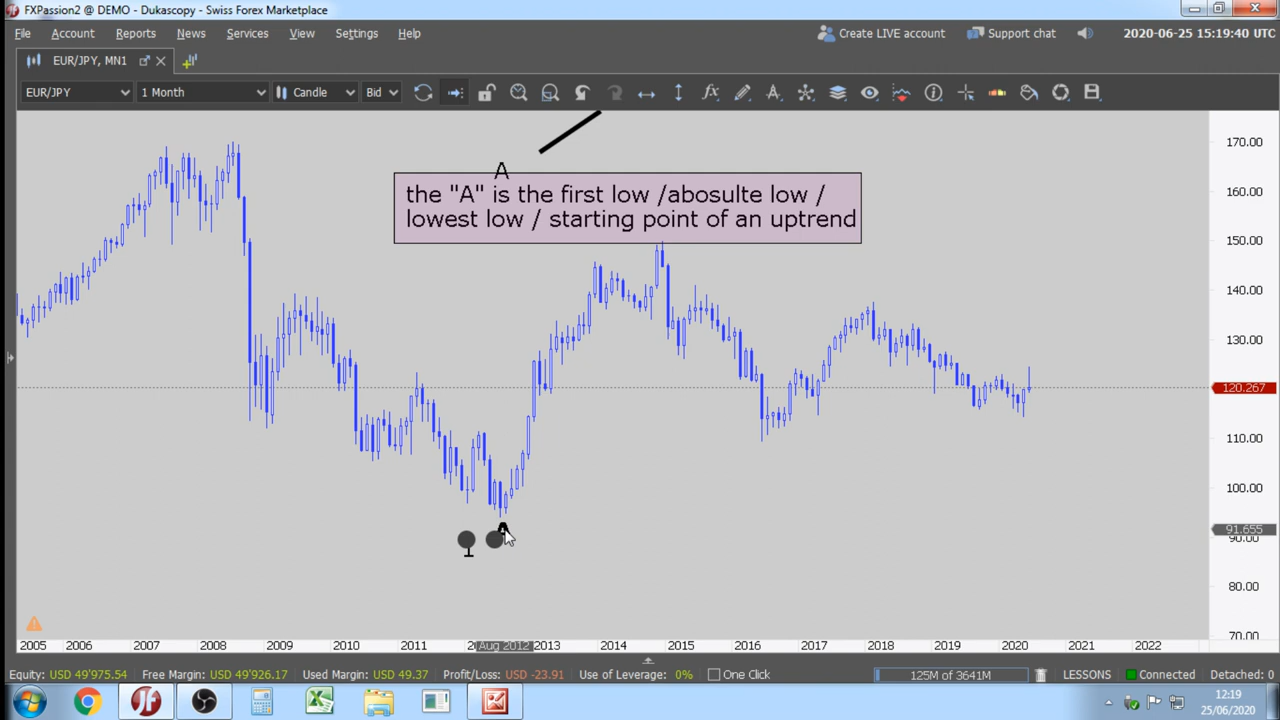 FXPassion2 @ DEMO - Dukascopy - Swiss Forex Marketplace
File Account Reports News Services View Settings Help Create LIVE account Support chat 2020-06-25 15:19:40 UTC
EUR/JPY, MN1
EUR/JPY 1 Month Candle Bid
A
the "A" is the first low /abosulte low /
lowest low / starting point of an uptrend
170.00
160.00
150.00
140.00
130.00
120.267
110.00
100.00
91.655
90.00
80.00
70.00
A
1
2005 2006 2007 2008 2009 2010 2011 Aug 2012 2013 2014 2015 2016 2017 2018 2019 2020 2021 2022
Equity: USD 49'975.54 Free Margin: USD 49'926.17 Used Margin: USD 49.37 Profit/Loss: USD -23.91 Use of Leverage: 0% One Click 125M of 3641M LESSONS Connected Detached: 0
12:19
25/06/2020